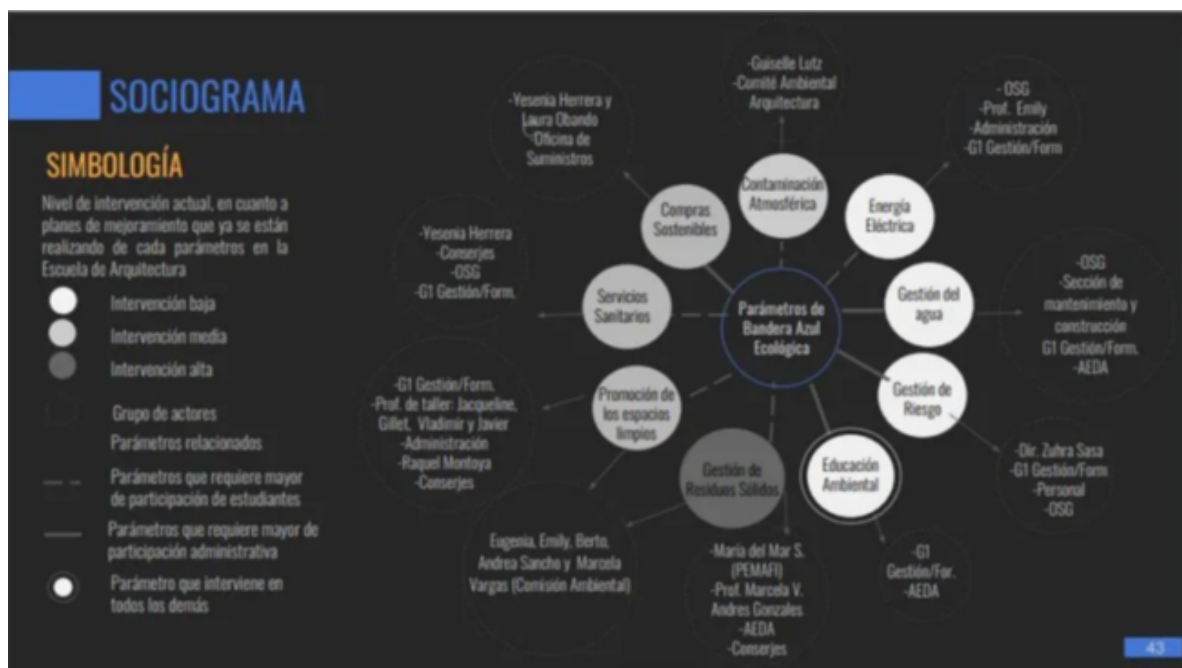 SOCIOGRAMA
SIMBOLOGÍA
Nivel de intervención actual, en cuanto a
planes de mejoramiento que ya se están
realizando de cada parámetros en la
Escuela de Arquitectura
Intervención baja
Intervención media
Intervención alta
Grupo de actores
Parámetros relacionados
Parámetros que requiere mayor
de participación de estudiantes
Parámetros que requiere mayor de
participación administrativa
Parámetro que interviene en
todos los demás
-Guiselle Lutz
-Comité Ambiental
Arquitectura
-Yesenia Herrera y
Laura Obando
-Oficina de
Suministros
- OSG
-Prof. Emily
-Administración
-G1 Gestión/Form
Contaminación
Atmosférica
Compras
Sostenibles
Energía
Eléctrica
-Yesenia Herrera
-Conserjes
-OSG
-G1 Gestión/Form.
Servicios
Sanitarios
Parámetros de
Bandera Azul
Ecológica
Gestión del
agua
-OSG
-Sección de
mantenimiento y
construcción
G1 Gestión/Form.
-AEDA
-G1 Gestión/Form.
-Prof. de taller: Jacqueline,
Gillet, Vladimir y Javier
-Administración
-Raquel Montoya
-Conserjes
Promoción de
los espacios
limpios
Gestión de
Riesgo
-Dir. Zuhra Sasa
-G1 Gestión/Form
-Personal
-OSG
Gestión de
Residuos Sólidos
Educación
Ambiental
Eugenia, Emily, Berto,
Andrea Sancho y Marcela
Vargas (Comisión Ambiental)
-María del Mar S.
(PEMAFI)
-Prof. Marcela V.
Andres Gonzales
-AEDA
-Conserjes
-G1
Gestión/For.
-AEDA
43